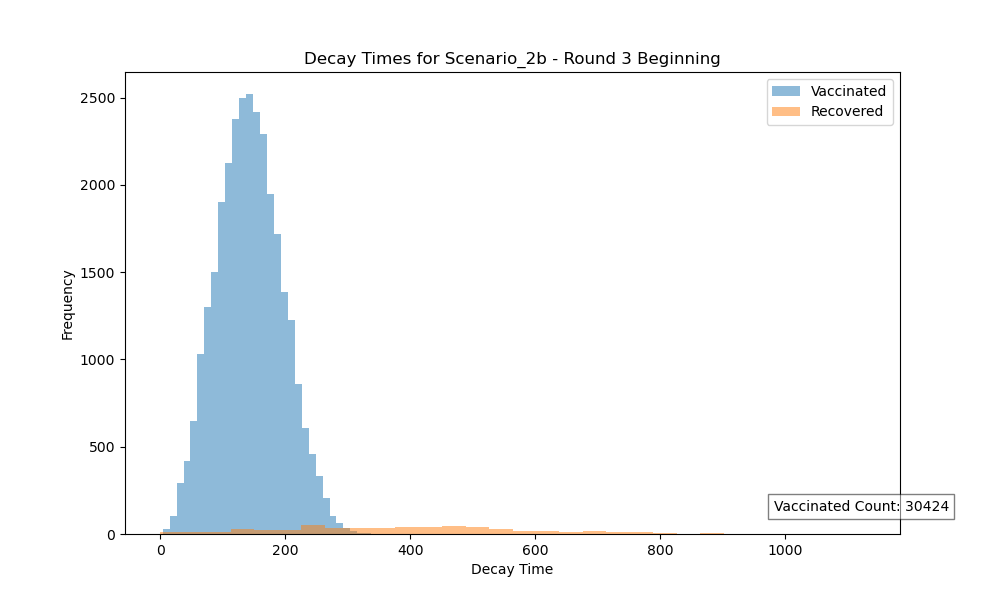 Decay Times for Scenario_2b - Round 3 Beginning
Vaccinated
Recovered
2500
2000
1500
1000
500
0
Frequency
Vaccinated Count: 30424
0 200 400 600 800 1000
Decay Time